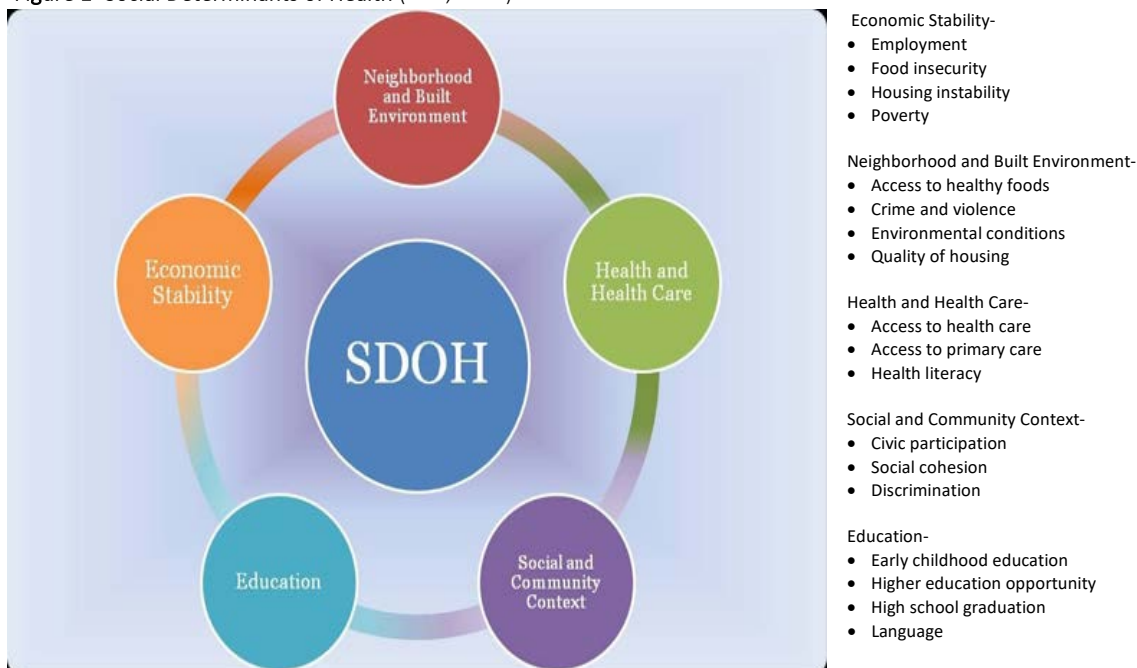 Neighborhood
and Built
Environment
Economic
Stability
Health and
Health Care
SDOH
Education
Social and
Community
Context
Economic Stability-
• Employment
• Food insecurity
• Housing instability
• Poverty
Neighborhood and Built Environment-
• Access to healthy foods
• Crime and violence
• Environmental conditions
• Quality of housing
Health and Health Care-
• Access to health care
• Access to primary care
• Health literacy
Social and Community Context-
• Civic participation
• Social cohesion
• Discrimination
Education-
• Early childhood education
• Higher education opportunity
• High school graduation
• Language